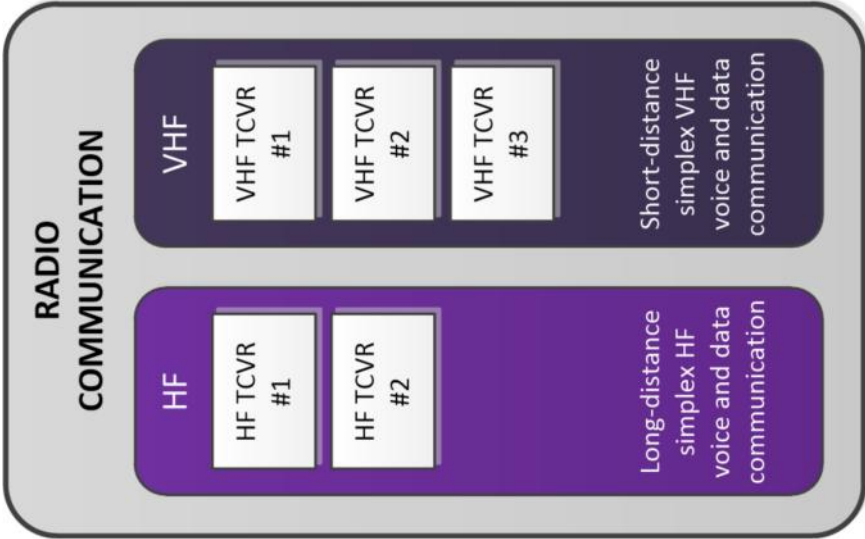 RADIO
COMMUNICATION
HF
HF TCVR
#1
HF TCVR
#2
Long-distance
simplex HF
voice and data
communication
VHF
VHF TCVR
#1
VHF TCVR
#2
VHF TCVR
#3
Short-distance
simplex VHF
voice and data
communication